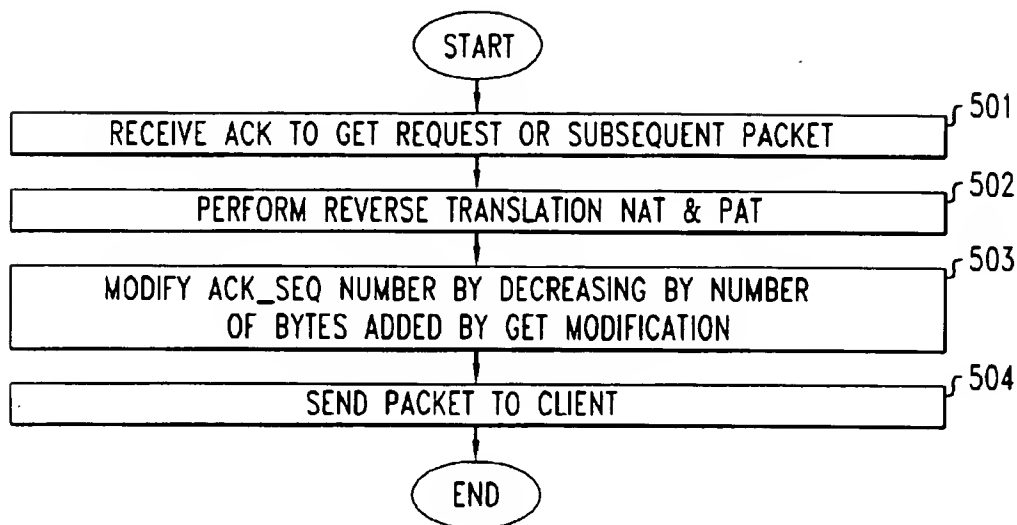 START
501
RECEIVE ACK TO GET REQUEST OR SUBSEQUENT PACKET
502
PERFORM REVERSE TRANSLATION NAT & PAT
503
MODIFY ACK_SEQ NUMBER BY DECREASING BY NUMBER
OF BYTES ADDED BY GET MODIFICATION
504
SEND PACKET TO CLIENT
END